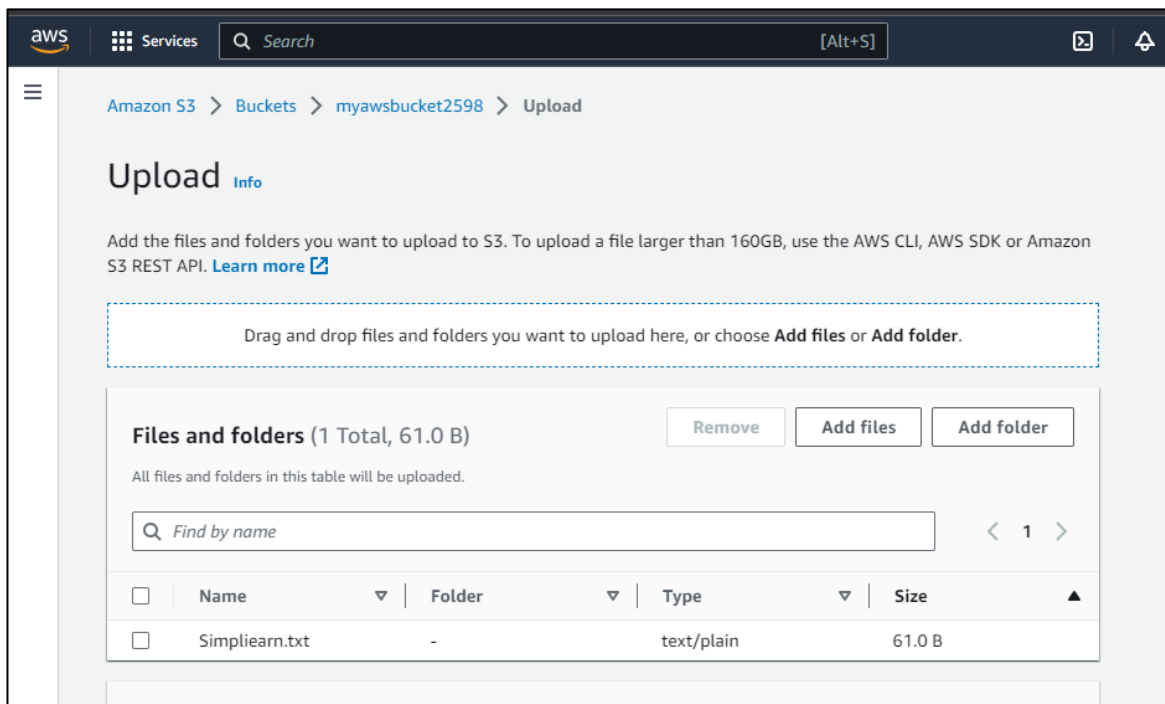 aws Services Search [Alt+S]
Amazon S3 > Buckets > myawsbucket2598 > Upload
Upload Info
Add the files and folders you want to upload to S3. To upload a file larger than 160GB, use the AWS CLI, AWS SDK or Amazon
S3 REST API. Learn more
Drag and drop files and folders you want to upload here, or choose Add files or Add folder.
Files and folders (1 Total, 61.0 B) Remove Add files Add folder
All files and folders in this table will be uploaded.
Find by name < 1 >
Name Folder Type Size
Simpliearn.txt - text/plain 61.0 B